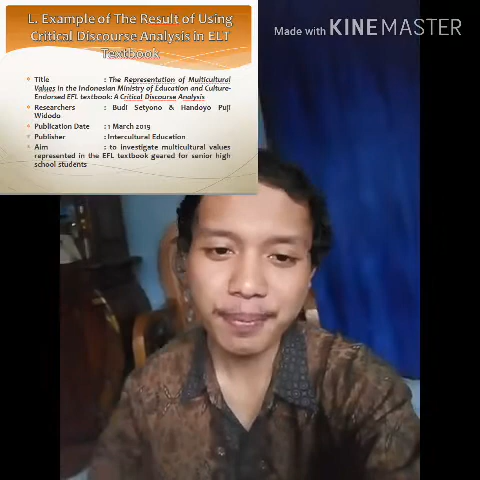 L. Example of The Result of Using
Critical Discourse Analysis in ELT
Textbook
Title : The Representation of Multicultural
Values in the Indonesian Ministry of Education and Culture-
Endorsed EFL textbook: A Critical Discourse Analysis
Researchers : Budi Setyono & Handoyo Puji
Widodo
Publication Date : 1 March 2019
Publisher : Intercultural Education
Aim : to investigate multicultural values
represented in the EFL textbook geared for senior high
school students
Made with KINEMASTER